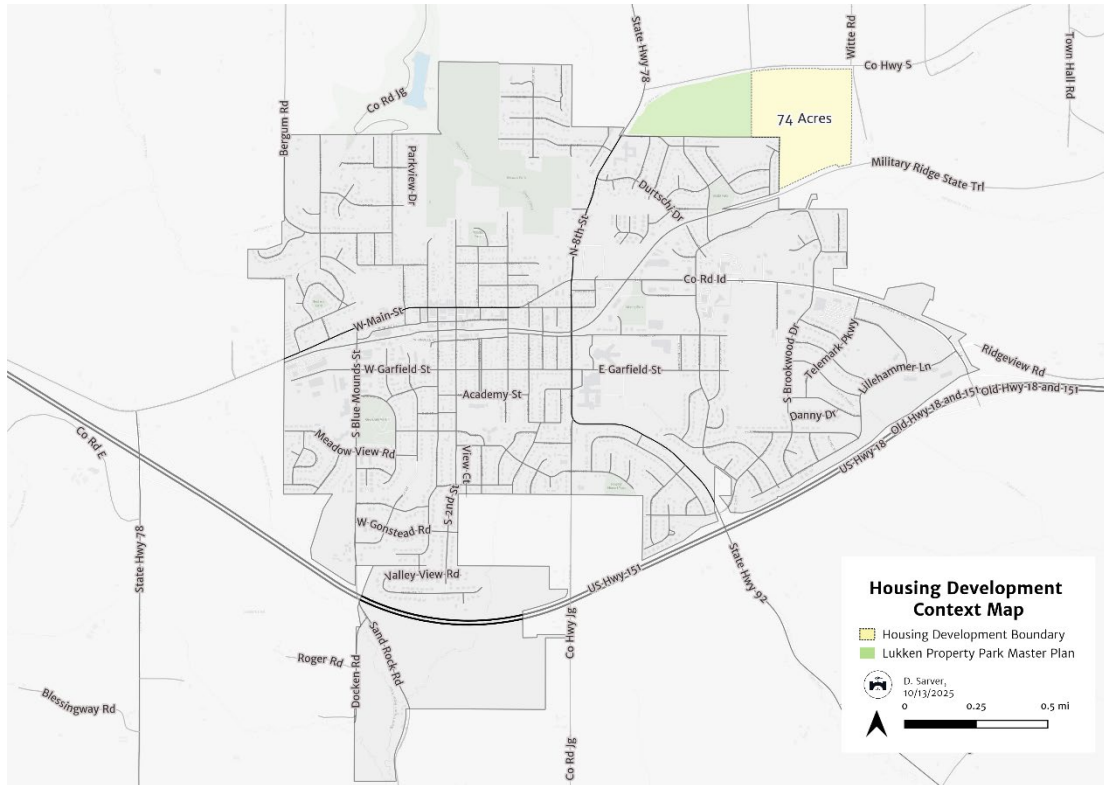 State Hwy 78
Witte Rd
Town Hall Rd
Co Hwy S
Co Rd Jg
Bergum Rd
Parkview Dr
74 Acres
Military Ridge State Trl
Durtschi Dr
N 8th St
Co Rd Id
W Main St
S Blue Mounds St
W Garfield St
E Garfield St
Academy St
S Brookwood Dr
Telemark Pkwy
Lillehammer Ln
Ridgeview Rd
Old Hwy 18 and 151
Old Hwy 18 and 151
Danny Dr
US Hwy 18
Co Rd E
Meadow View Rd
View Ct
S 2nd St
W Gonstead Rd
State Hwy 78
Valley View Rd
US Hwy 151
State Hwy 92
Co Hwy Jg
Sand Rock Rd
Roger Rd
Docken Rd
Blessingway Rd
Co Rd Jg
Housing Development
Context Map
Housing Development Boundary
Lukken Property Park Master Plan
D. Sarver,
10/13/2025
0 0.25 0.5 mi